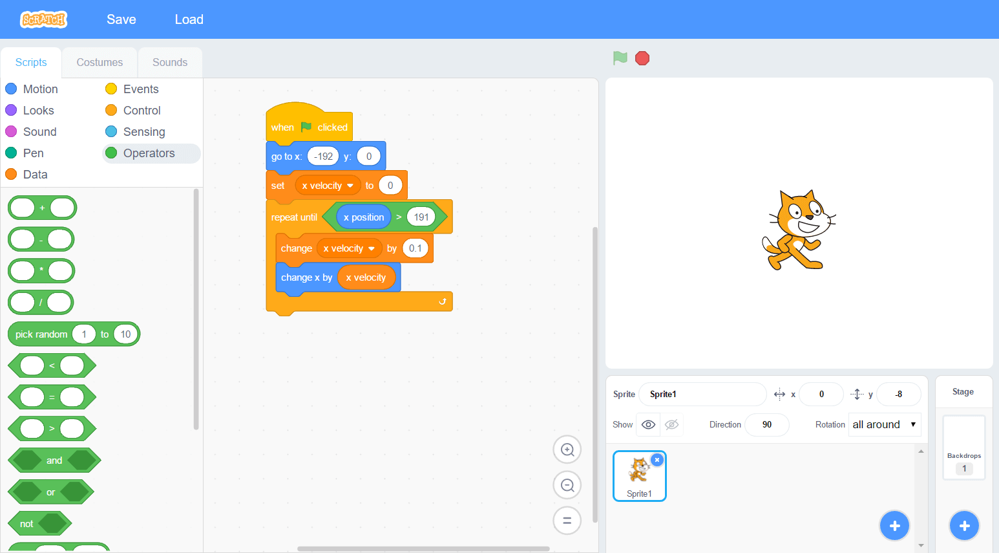 SCRATCH Save Load
Scripts Costumes Sounds
Motion Events
Looks Control
Sound Sensing
Pen Operators
Data
+
-
*
/
pick random 1 to 10
<
=
>
and
or
not
when clicked
go to x: -192 y: 0
set x velocity to 0
repeat until x position > 191
change x velocity by 0.1
change x by x velocity
=
Sprite Sprite1 x 0 y -8
Show Direction 90 Rotation all around
Sprite1
Stage
Backdrops
1